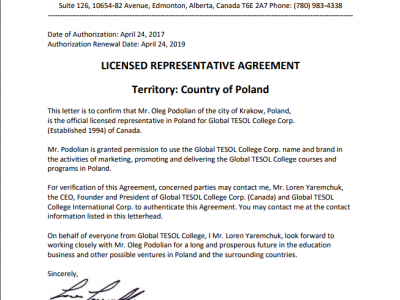 Suite 126, 10654-82 Avenue, Edmonton, Alberta, Canada T6E 2A7 Phone: (780) 983-4338
Date of Authorization: April 24, 2017
Authorization Renewal Date: April 24, 2019
LICENSED REPRESENTATIVE AGREEMENT
Territory: Country of Poland
This letter is to confirm that Mr. Oleg Podolian of the city of Krakow, Poland,
is the official licensed representative in Poland for Global TESOL College Corp.
(Established 1994) of Canada.
Mr. Podolian is granted permission to use the Global TESOL College Corp. name and brand in
the activities of marketing, promoting and delivering the Global TESOL College courses and
programs in Poland.
For verification of this Agreement, concerned parties may contact me, Mr. Loren Yaremchuk,
the CEO, Founder and President of Global TESOL College Corp. (Canada) and Global TESOL
College International Corp. to authenticate this Agreement. You may contact me at the contact
information listed in this letterhead.
On behalf of everyone from Global TESOL College, I Mr. Loren Yaremchuk, look forward to
working closely with Mr. Oleg Podolian for a long and prosperous future in the education
business and other possible ventures in Poland and the surrounding countries.
Sincerely,